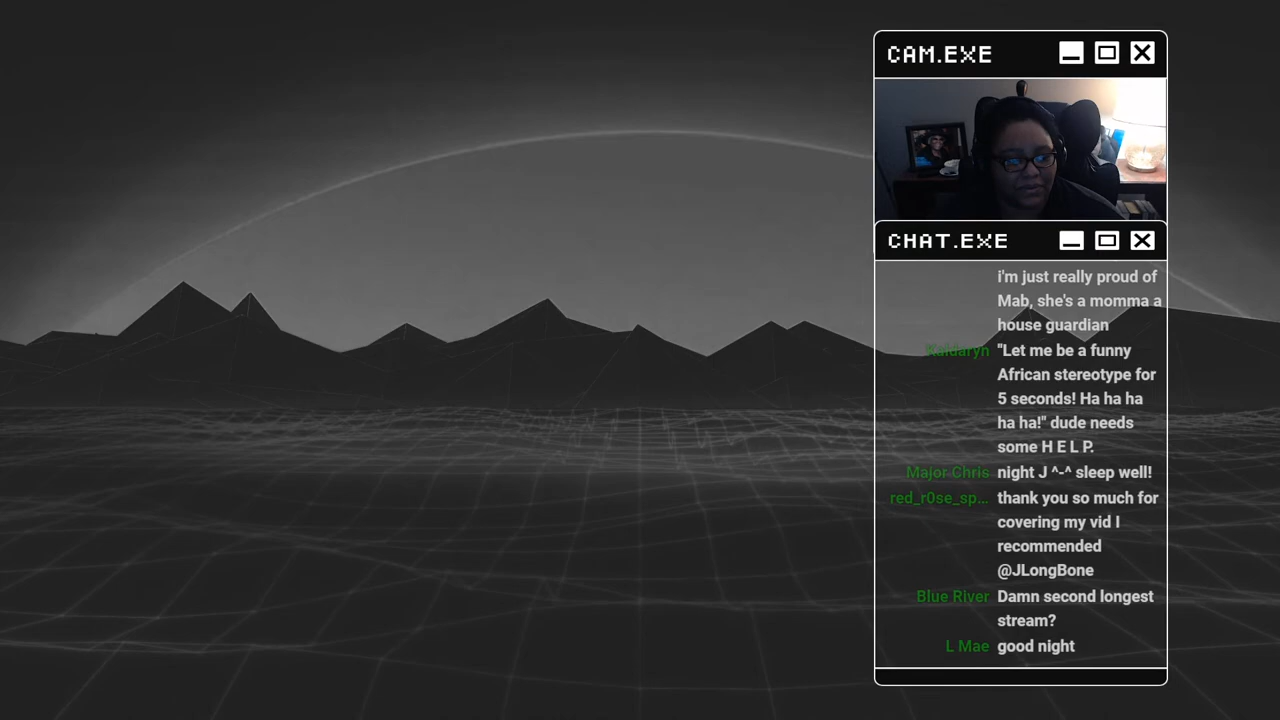 CAM.EXE
CHAT.EXE
i'm just really proud of
Mab, she's a momma a
house guardian
Kaldaryn "Let me be a funny
African stereotype for
5 seconds! Ha ha ha
ha ha!" dude needs
some H E L P.
Major Chris night J ^-^ sleep well!
red_r0se_sp... thank you so much for
covering my vid I
recommended
@JLongBone
Blue River Damn second longest
stream?
L Mae good night